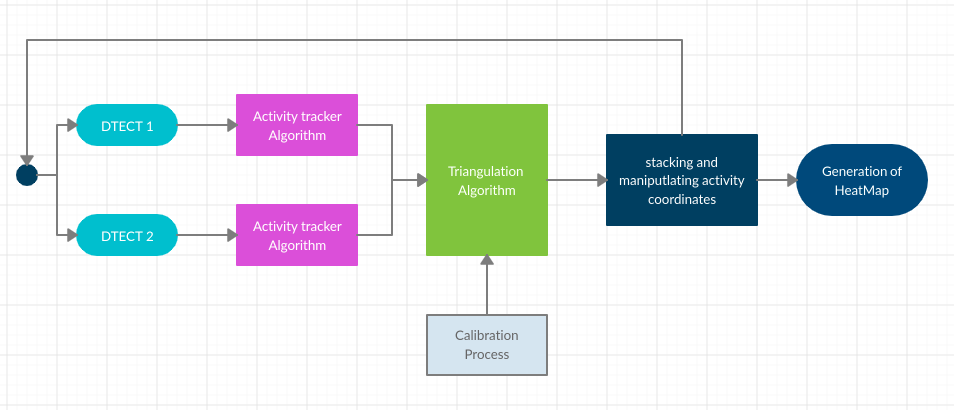 DTECT 1
Activity tracker
Algorithm
DTECT 2
Activity tracker
Algorithm
Triangulation
Algorithm
Calibration
Process
stacking and
maniputlating activity
coordinates
Generation of
HeatMap